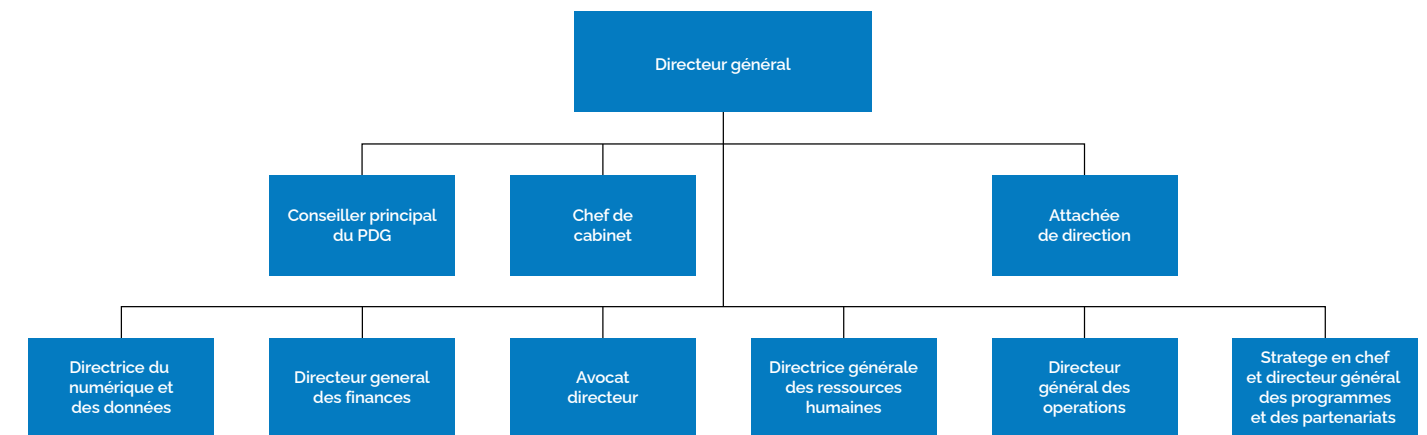 Directeur général
Conseiller principal
du PDG
Chef de
cabinet
Attachée
de direction
Directrice du
numérique et
des données
Directeur general
des finances
Avocat
directeur
Directrice générale
des ressources
humaines
Directeur
général des
operations
Stratege en chef
et directeur général
des programmes
et des partenariats